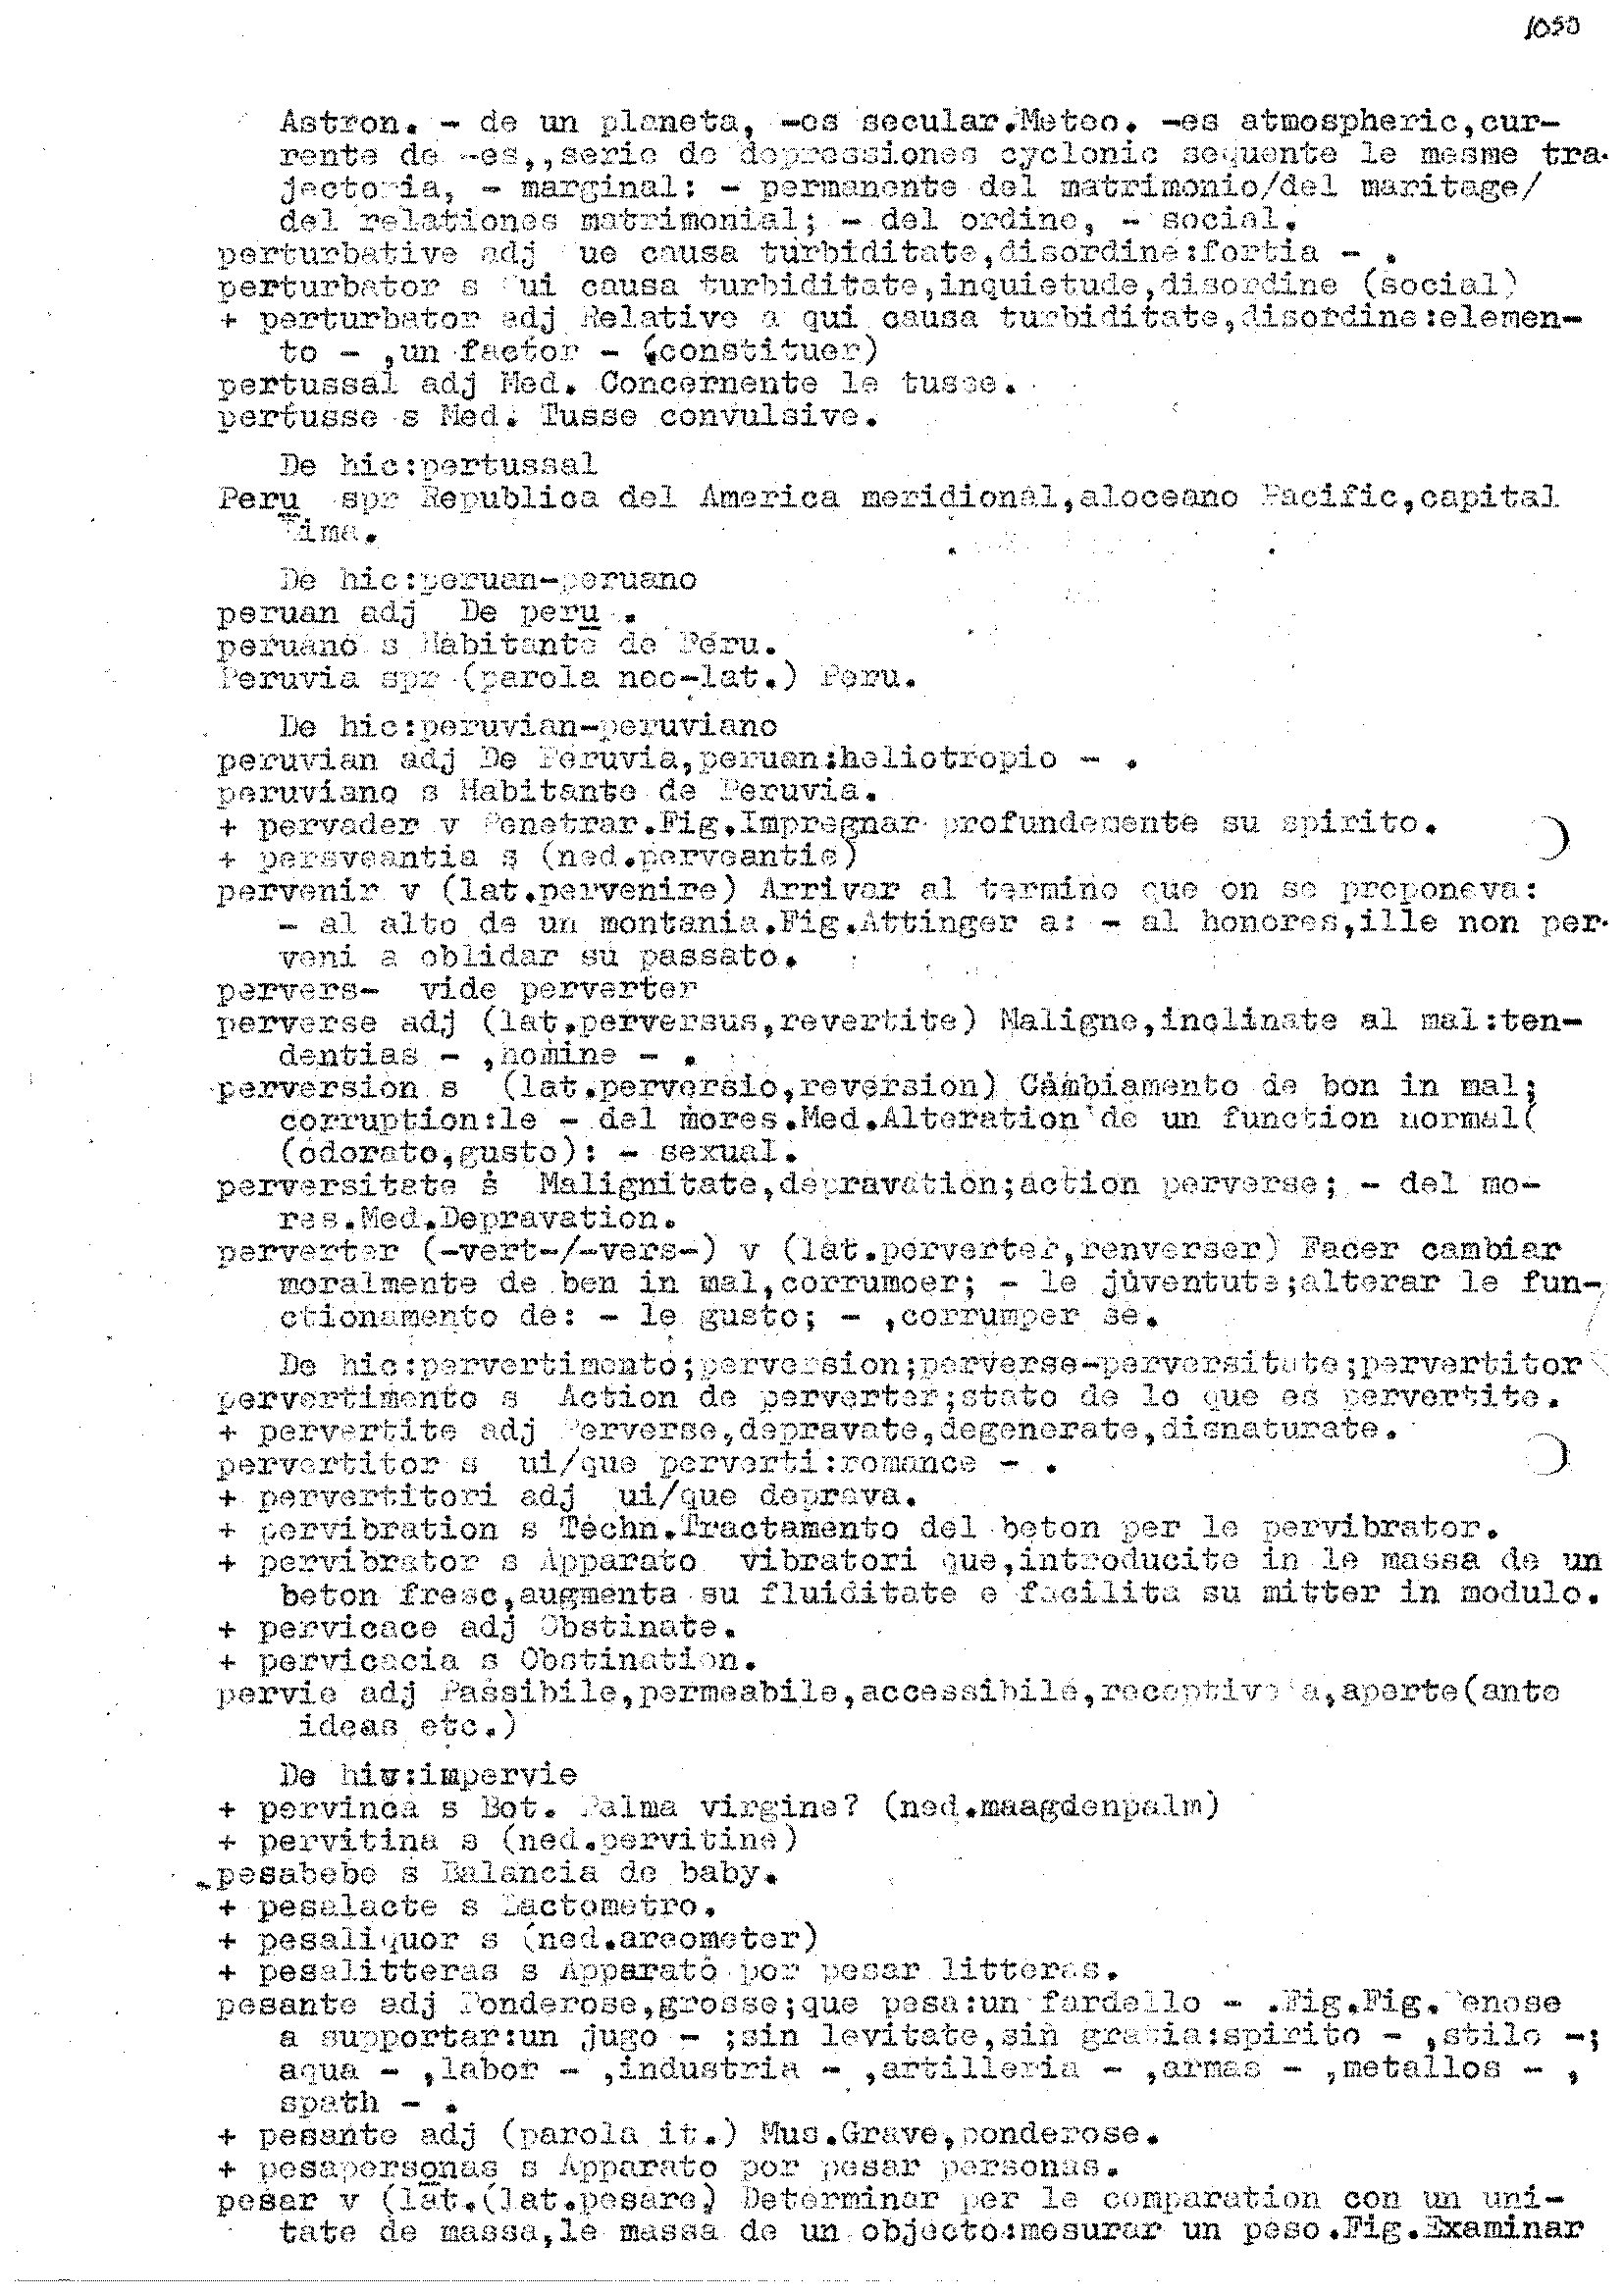 1050
Astron. - de un planeta, -os secular.Meteo. -es atmospheric,cur-
rente de -es,,serie de depressiones cyclonic sequente le mesme tra-
jectoria, - marginal: - permanente del matrimonio/del maritage/
del relationes matrimonial; - del ordine, - social.
perturbative adj ue causa turbiditate,disordine:fortia - .
perturbator s ui causa turbiditate,inquietude,disordine (social)
+ perturbator adj Relative a qui causa turbiditate,disordine:elemen-
to - ,un factor - (constituer)
pertussal adj Med. Concernente le tusse.
pertusse s Med. Tusse convulsive.
De hic:pertussal
Peru spr Republica del America meridional,aloceano Pacific,capital
Lima.
De hic:peruan-peruano
peruan adj De peru .
peruano s Habitante de Peru.
Peruvia spr (parola neo-lat.) Peru.
De hic:peruvian-peruviano
peruvian adj De Peruvia,peruan:heliotropio - .
peruviano s Habitante de Peruvia.
+ pervader v Penetrar.Fig.Impregnar profundemente su spirito.
+ persveantia s (ned.perveantie)
pervenir v (lat.pervenire) Arrivar al termino que on se proponeva:
- al alto de un montania.Fig.Attinger a: - al honores,ille non per-
veni a oblidar su passato.
pervers- vide perverter
perverse adj (lat.perversus,revertite) Maligne,inclinate al mal:ten-
dentias - ,homine - .
perversion s (lat.perversio,reversion) Cambiamento de bon in mal;
corruption:le - del mores.Med.Alteration de un function normal(
(odorato,gusto): - sexual.
perversitate s Malignitate,depravation;action perverse; - del mo-
res.Med.Depravation.
perverter (-vert-/-vers-) v (lat.perverter,renverser) Facer cambiar
moralmente de ben in mal,corrumoer; - le juventute;alterar le fun-
ctionamento de: - le gusto; - ,corrumper se.
De hic:pervertimento;perversion;perverse-perversitate;pervertitor
pervertimento s Action de perverter;stato de lo que es pervertite.
+ pervertite adj Perverse,depravate,degenerate,disnaturate.
pervertitor s ui/que perverti:romance - .
+ pervertitori adj ui/que deprava.
+ pervibration s Techn.Tractamento del beton per le pervibrator.
+ pervibrator s Apparato vibratori que,introducite in le massa de un
beton fresc,augmenta su fluiditate e facilita su mitter in modulo.
+ pervicace adj Obstinate.
+ pervicacia s Obstination.
pervie adj Passibile,permeabile,accessibile,receptive a,aperte(ante
ideas etc.)
De hiv:impervie
+ pervinca s Bot. Palma virgine? (ned.maagdenpalm)
+ pervitina s (ned.pervitine)
pesabebe s Balancia de baby.
+ pesalacte s Lactometro.
+ pesaliquor s (ned.areometer)
+ pesalitteras s Apparato por pesar litteras.
pesante adj Ponderose,grosse;que pesa:un fardello - .Fig.Fig. Penose
a supportar:un jugo - ;sin levitate,sin gratia:spirito - ,stilo -;
aqua - ,labor - ,industria - ,artilleria - ,armas - ,metallos - ,
spath - .
+ pesante adj (parola it.) Mus.Grave,ponderose.
+ pesapersonas s Apparato por pesar personas.
pesar v (lat.(lat.pesare) Determinar per le comparation con un uni-
tate de massa,le massa de un objecto:mesurar un peso.Fig.Examinar